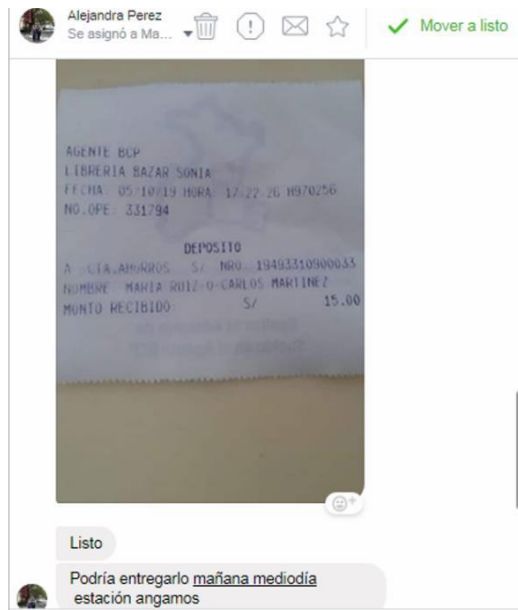 Alejandra Perez
Se asignó a Ma...
Mover a listo
AGENTE BCP
LIBRERIA BAZAR SONIA
FECHA: 05/10/19 HORA: 17:22:26 H970256
NO.OPE: 331794
DEPOSITO
A CTA.AHORROS S/ NRO 19493310900033
NOMBRE: MARIA RUIZ O CARLOS MARTINEZ
MONTO RECIBIDO: S/ 15.00
Listo
Podría entregarlo mañana mediodía
estación angamos